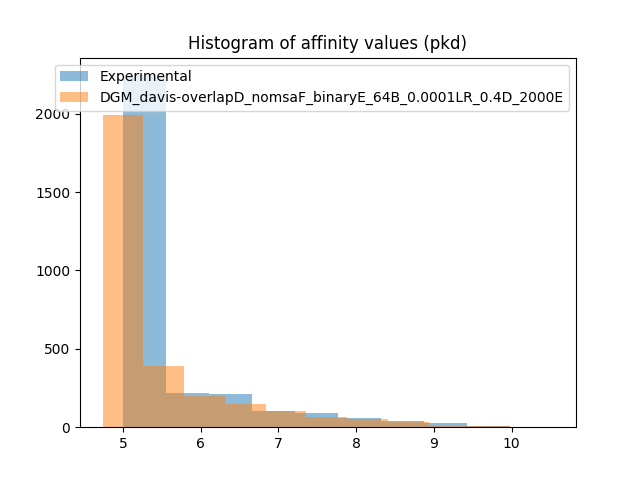 Histogram of affinity values (pkd)
Experimental
DGM_davis-overlapD_nomsaF_binaryE_64B_0.0001LR_0.4D_2000E
2000
1500
1000
500
0
5 6 7 8 9 10